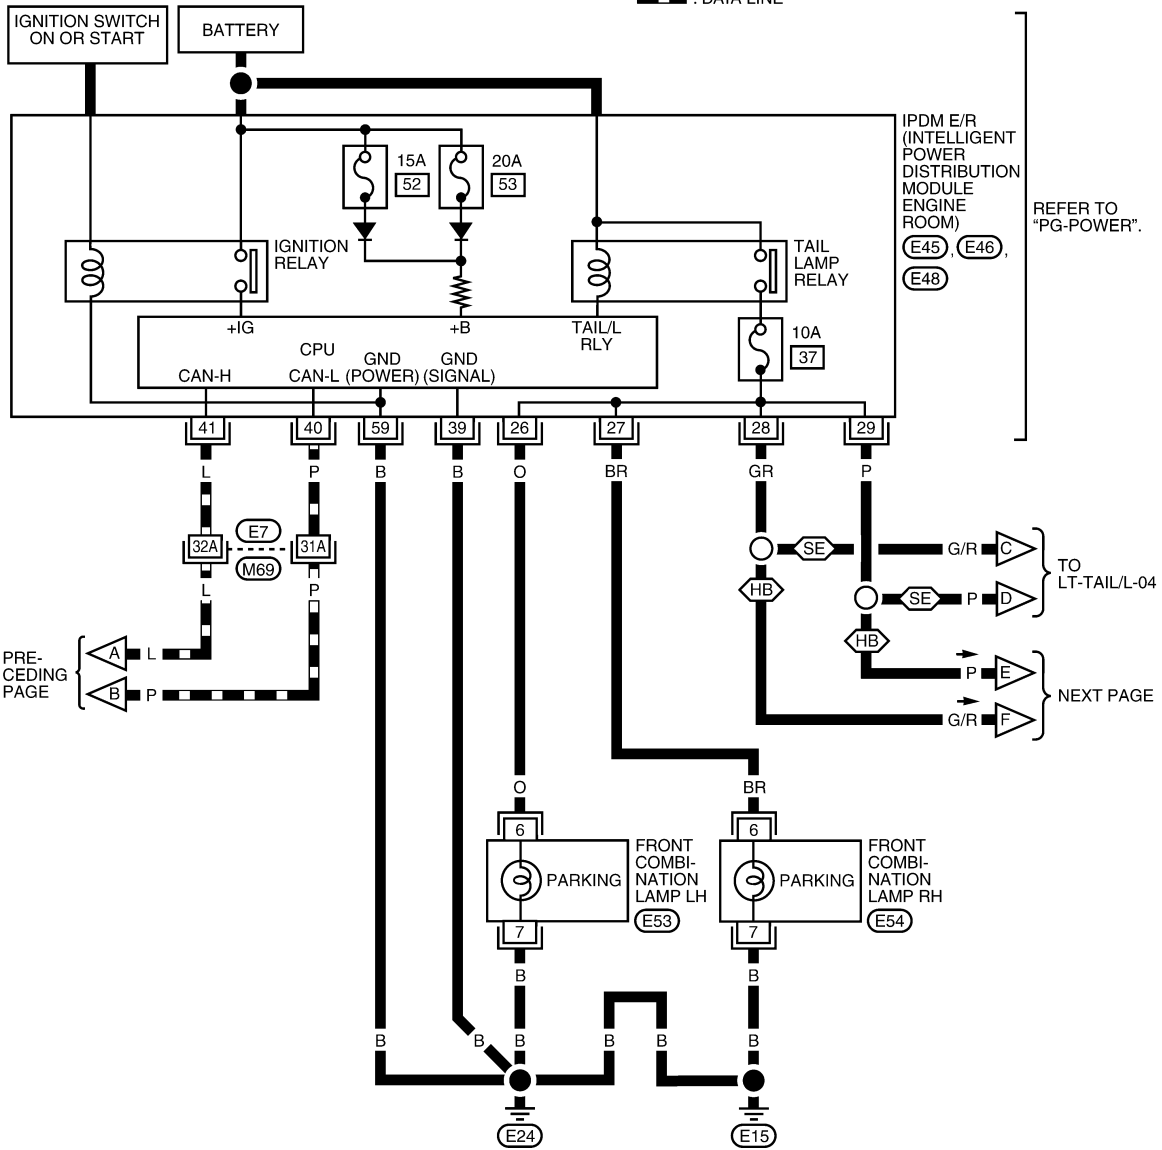 : DATA LINE
IGNITION SWITCH
ON OR START
BATTERY
IPDM E/R
(INTELLIGENT
POWER
DISTRIBUTION
MODULE
ENGINE
ROOM)
E45 , E46 ,
E48
REFER TO
“PG-POWER”.
15A
52
20A
53
IGNITION
RELAY
TAIL
LAMP
RELAY
+IG
+B
TAIL/L
RLY
10A
37
CPU
CAN-H
CAN-L
GND
(POWER)
GND
(SIGNAL)
41
40
59
39
26
27
28
29
L
P
B
B
O
BR
GR
P
32A
E7
M69
31A
L
P
SE
G/R
C
HB
SE
P
D
TO
LT-TAIL/L-04
HB
PRE-
CEDING
PAGE
A
L
B
P
P
E
G/R
F
NEXT PAGE
O
BR
6
6
PARKING
FRONT
COMBI-
NATION
LAMP LH
E53
PARKING
FRONT
COMBI-
NATION
LAMP RH
E54
7
7
B
B
B
B
B
B
B
B
E24
E15